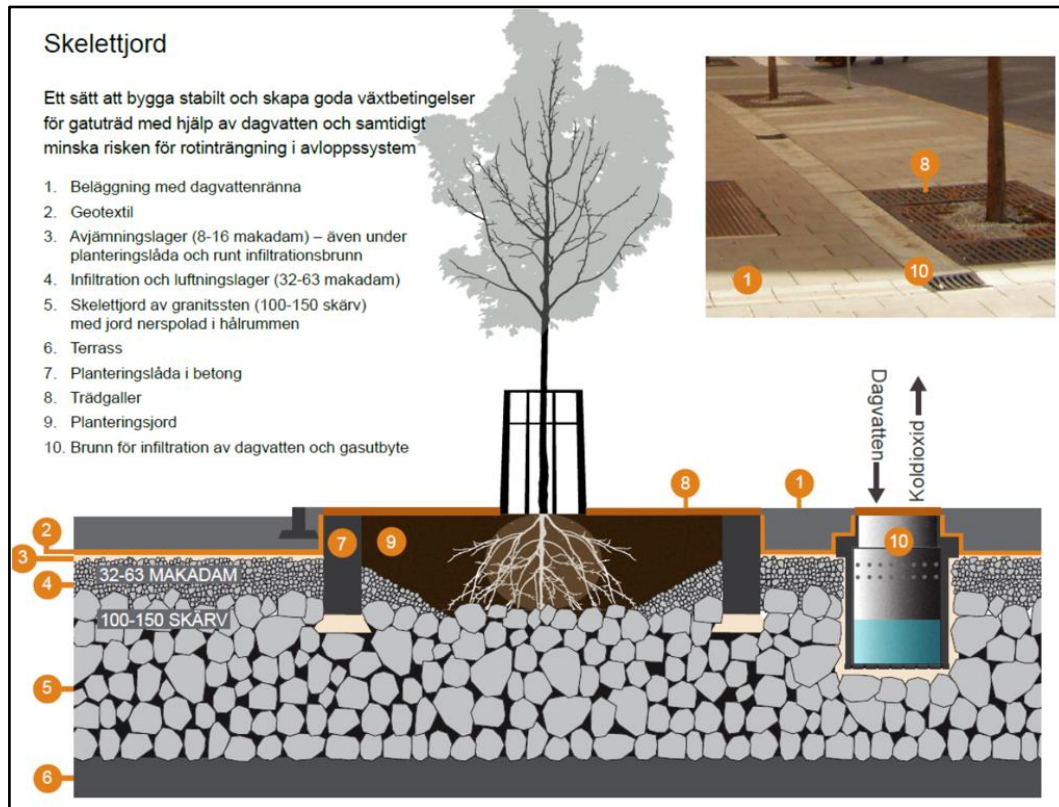 Skelettjord
Ett sätt att bygga stabilt och skapa goda växtbetingelser
för gatuträd med hjälp av dagvatten och samtidigt
minska risken för rotinträngning i avloppssystem
1. Beläggning med dagvattenränna
2. Geotextil
3. Avjämningslager (8-16 makadam) – även under
planteringslåda och runt infiltrationsbrunn
4. Infiltration och luftningslager (32-63 makadam)
5. Skelettjord av granitssten (100-150 skärv)
med jord nerspolad i hålrummen
6. Terrass
7. Planteringslåda i betong
8. Trädgaller
9. Planteringsjord
10. Brunn för infiltration av dagvatten och gasutbyte
8
10
1
Dagvatten
Koldioxid
8
1
2
7
9
10
3
4
32-63 MAKADAM
100-150 SKÄRV
5
6